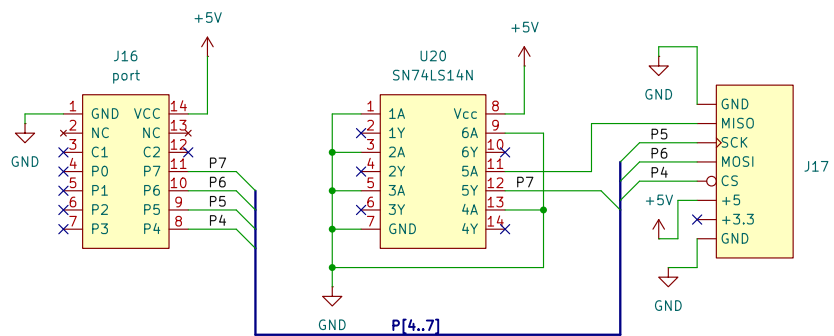 +5V
J16
port
1 GND VCC 14
2 NC NC 13
3 C1 C2 12
4 P0 P7 11 P7
5 P1 P6 10 P6
6 P2 P5 9 P5
7 P3 P4 8 P4
GND
+5V
U20
SN74LS14N
1 1A Vcc 8
2 1Y 6A 9
3 2A 6Y 10
4 2Y 5A 11
5 3A 5Y 12 P7
6 3Y 4A 13
7 GND 4Y 14
GND
P[4..7]
GND
GND
MISO
P5 SCK
P6 MOSI
P4 CS
+5
+3.3
GND
J17
+5V
GND